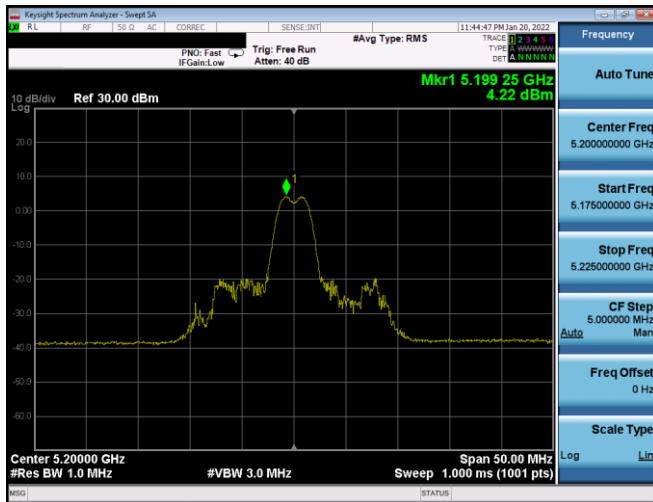 Keysight Spectrum Analyzer - Swept SA
RL RF 50 Ω AC CORREC SENSE:INT 11:44:47 PM Jan 20, 2022
#Avg Type: RMS TRACE 1 2 3 4 5 6
PNO: Fast Trig: Free Run TYPE A WWWWW
IFGain:Low Atten: 40 dB DET A N N N N N
Mkr1 5.199 25 GHz
4.22 dBm
10 dB/div Ref 30.00 dBm
Log
20.0
10.0
0.00
-10.0
-20.0
-30.0
-40.0
-50.0
-60.0
1
Center 5.20000 GHz Span 50.00 MHz
#Res BW 1.0 MHz #VBW 3.0 MHz Sweep 1.000 ms (1001 pts)
MSG STATUS
Frequency
Auto Tune
Center Freq
5.200000000 GHz
Start Freq
5.175000000 GHz
Stop Freq
5.225000000 GHz
CF Step
5.000000 MHz
Auto Man
Freq Offset
0 Hz
Scale Type
Log Lin